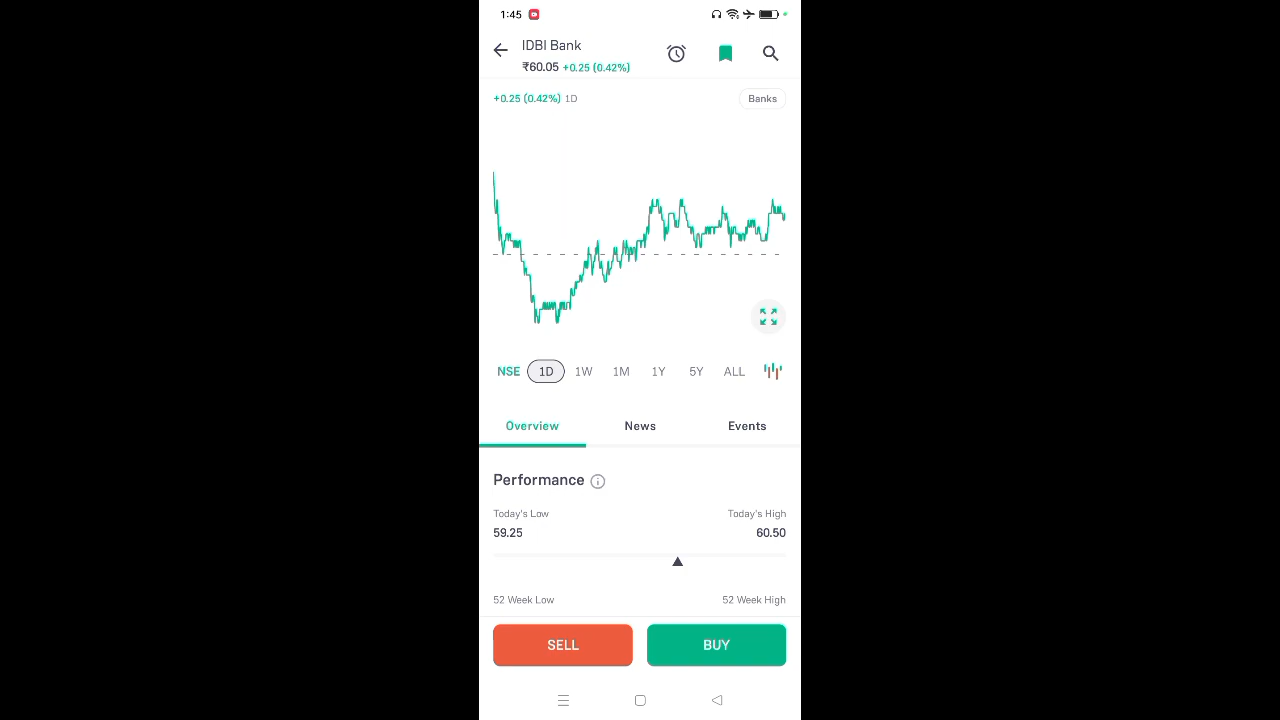 1:45
IDBI Bank
₹60.05 +0.25 (0.42%)
+0.25 (0.42%) 1D
Banks
NSE 1D 1W 1M 1Y 5Y ALL
Overview News Events
Performance
Today's Low Today's High
59.25 60.50
52 Week Low 52 Week High
SELL BUY